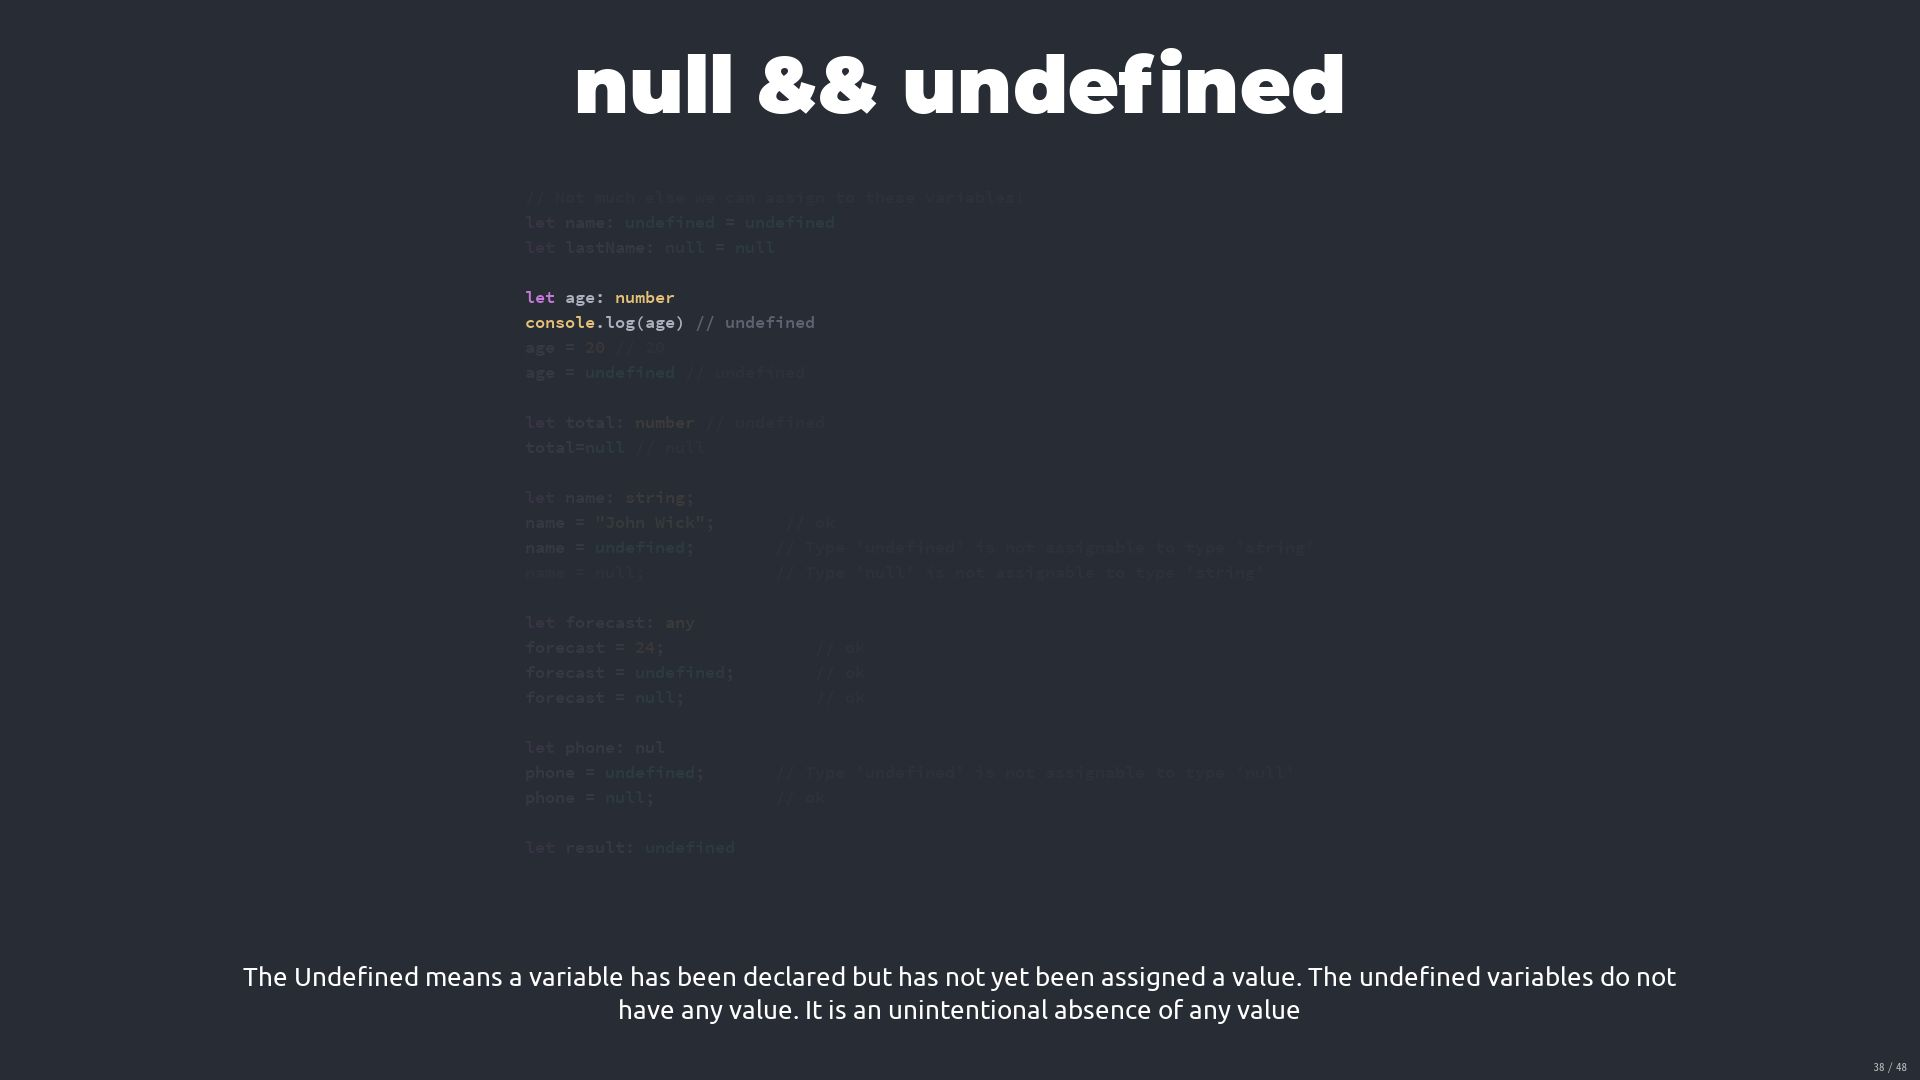 null && undefined
// Not much else we can assign to these variables!
let name: undefined = undefined
let lastName: null = null
let age: number
console.log(age) // undefined
age = 20 // 20
age = undefined // undefined
let total: number // undefined
total=null // null
let name: string;
name = "John Wick"; // ok
name = undefined; // Type 'undefined' is not assignable to type 'string'
name = null; // Type 'null' is not assignable to type 'string'
let forecast: any
forecast = 24; // ok
forecast = undefined; // ok
forecast = null; // ok
let phone: nul
phone = undefined; // Type 'undefined' is not assignable to type 'null'
phone = null; // ok
let result: undefined
The Undefined means a variable has been declared but has not yet been assigned a value. The undefined variables do not
have any value. It is an unintentional absence of any value
38 / 48